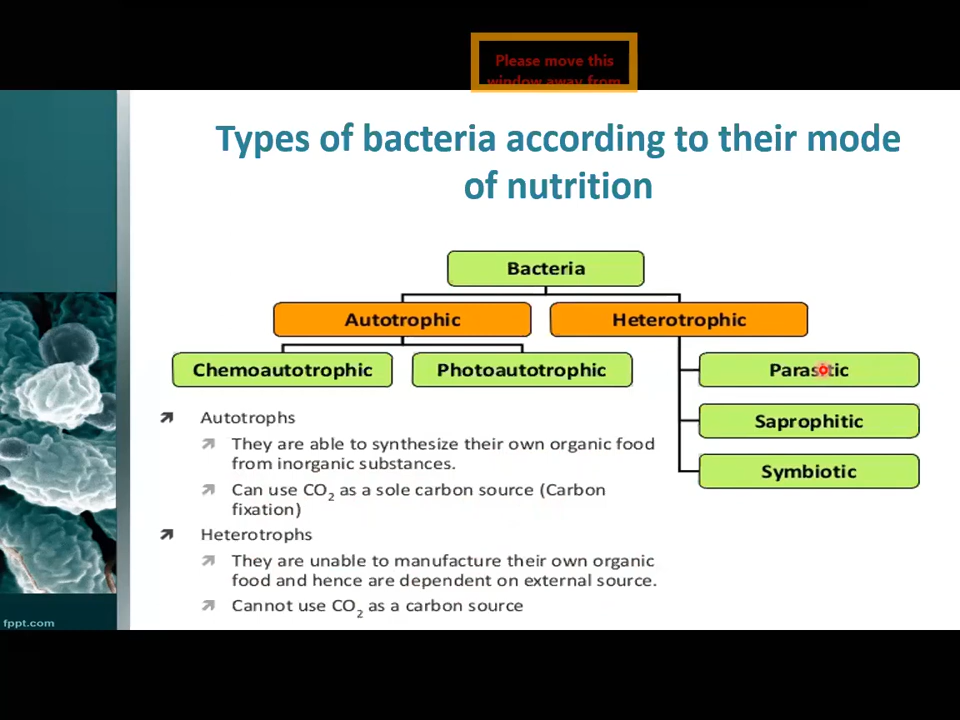 Please move this
window away from
Types of bacteria according to their mode
of nutrition
Bacteria
Autotrophic
Heterotrophic
Chemoautotrophic
Photoautotrophic
Parasitic
Saprophitic
Symbiotic
Autotrophs
They are able to synthesize their own organic food
from inorganic substances.
Can use CO2 as a sole carbon source (Carbon
fixation)
Heterotrophs
They are unable to manufacture their own organic
food and hence are dependent on external source.
Cannot use CO2 as a carbon source
fppt.com